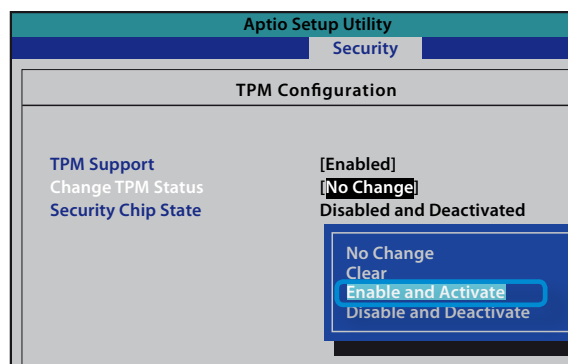 Aptio Setup Utility
Security
TPM Configuration
TPM Support [Enabled]
Change TPM Status [No Change]
Security Chip State Disabled and Deactivated
No Change
Clear
Enable and Activate
Disable and Deactivate